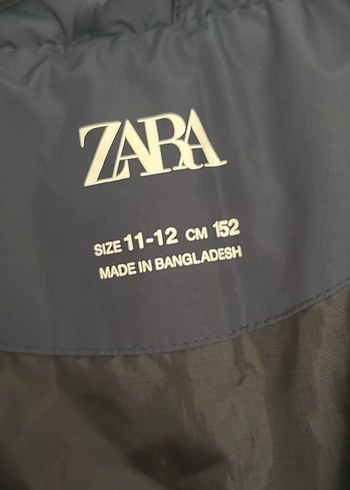 ZARA
SIZE 11-12 CM 152
MADE IN BANGLADESH